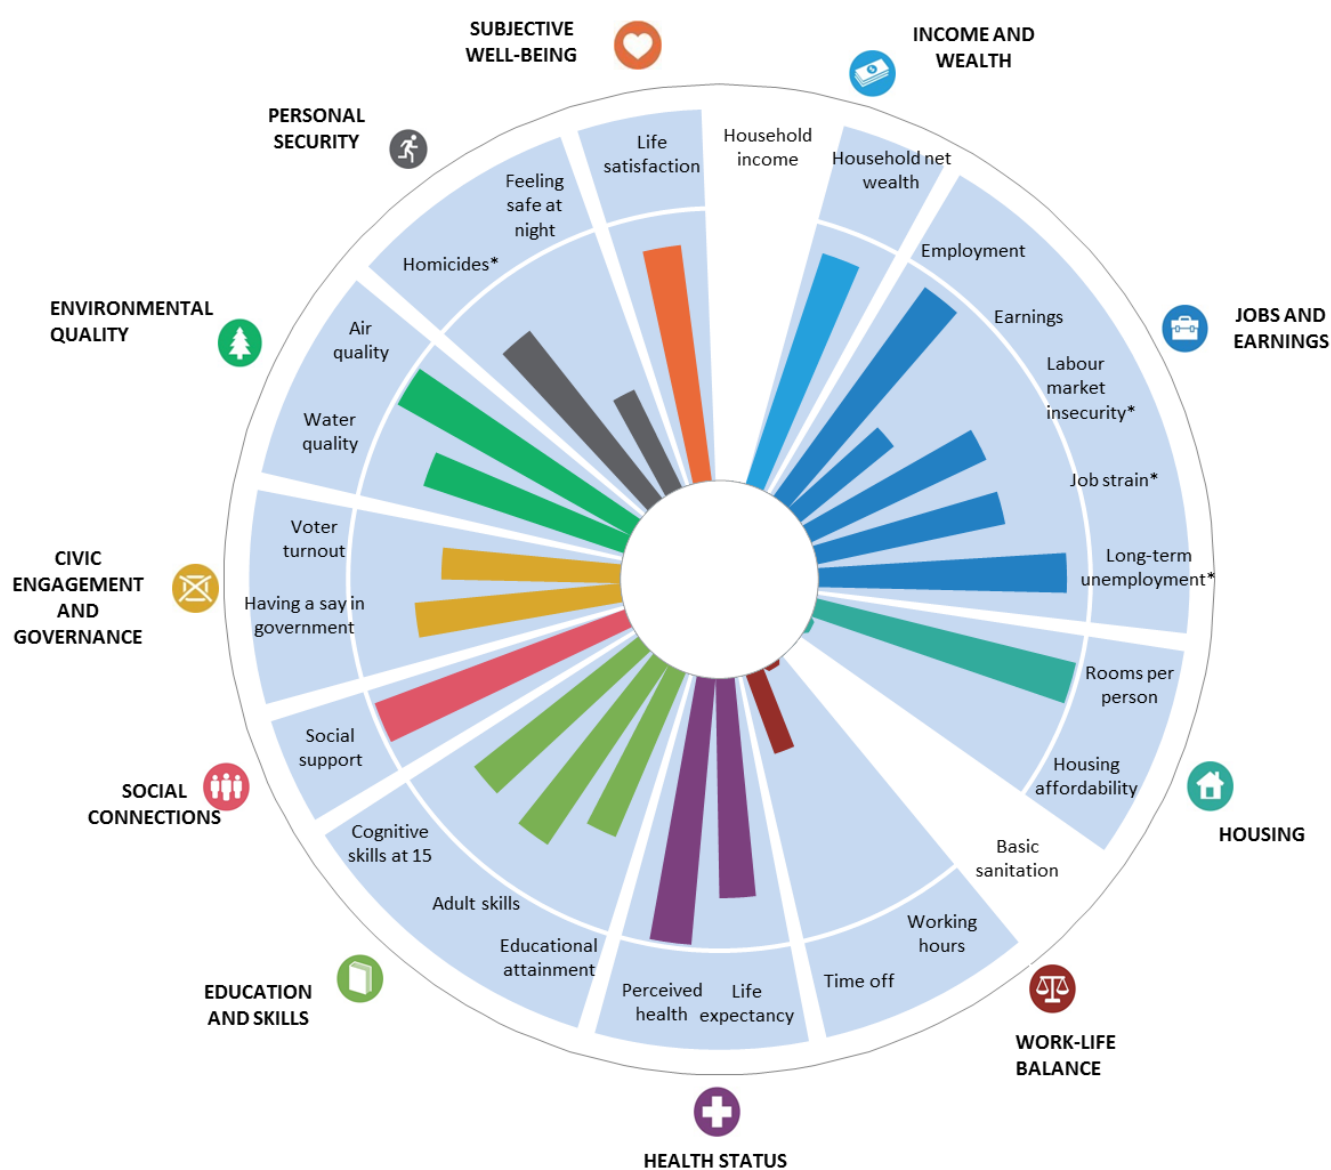 SUBJECTIVE
WELL-BEING
INCOME AND
WEALTH
PERSONAL
SECURITY
Life
satisfaction
Household
income
Household net
wealth
Feeling
safe at
night
Homicides*
Employment
Earnings
Labour
market
insecurity*
Job strain*
Long-term
unemployment*
JOBS AND
EARNINGS
ENVIRONMENTAL
QUALITY
Air
quality
Water
quality
Voter
turnout
Having a say in
government
CIVIC
ENGAGEMENT
AND
GOVERNANCE
Rooms per
person
Housing
affordability
Basic
sanitation
HOUSING
Social
support
SOCIAL
CONNECTIONS
Cognitive
skills at 15
Adult skills
Educational
attainment
EDUCATION
AND SKILLS
Perceived
health
Life
expectancy
Time off
Working
hours
WORK-LIFE
BALANCE
HEALTH STATUS